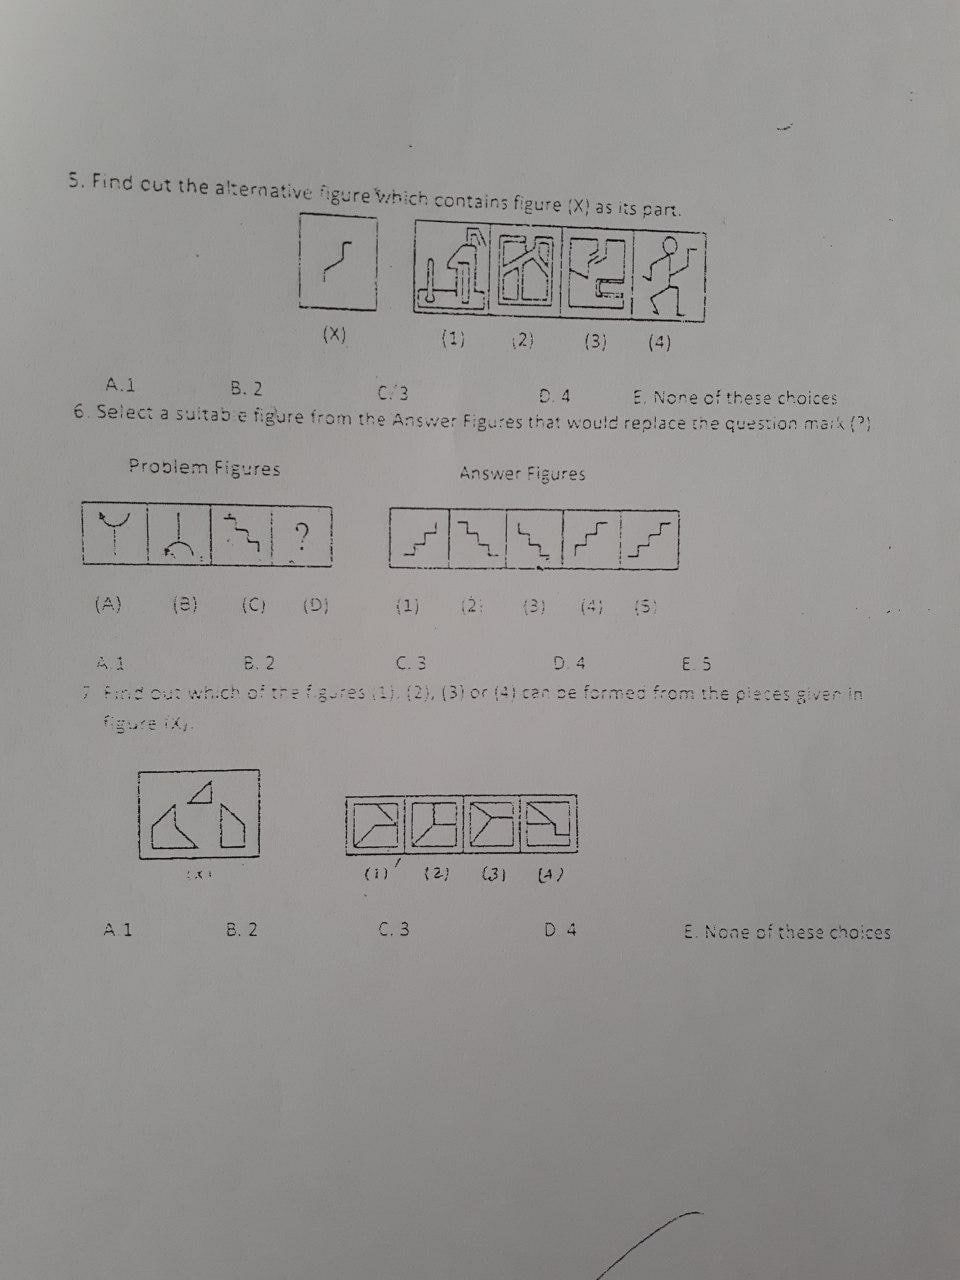 5. Find out the alternative figure which contains figure (X) as its part.
(X) (1) (2) (3) (4)
A.1 B. 2 C. 3 D. 4 E. None of these choices
6. Select a suitable figure from the Answer Figures that would replace the question mark (?)
Problem Figures Answer Figures
?
(A) (B) (C) (D) (1) (2) (3) (4) (5)
A.1 B. 2 C. 3 D. 4 E. 5
7. Find out which of the figures (1), (2), (3) or (4) can be formed from the pieces given in
figure (X).
(X) (1) (2) (3) (4)
A.1 B. 2 C. 3 D 4 E. None of these choices